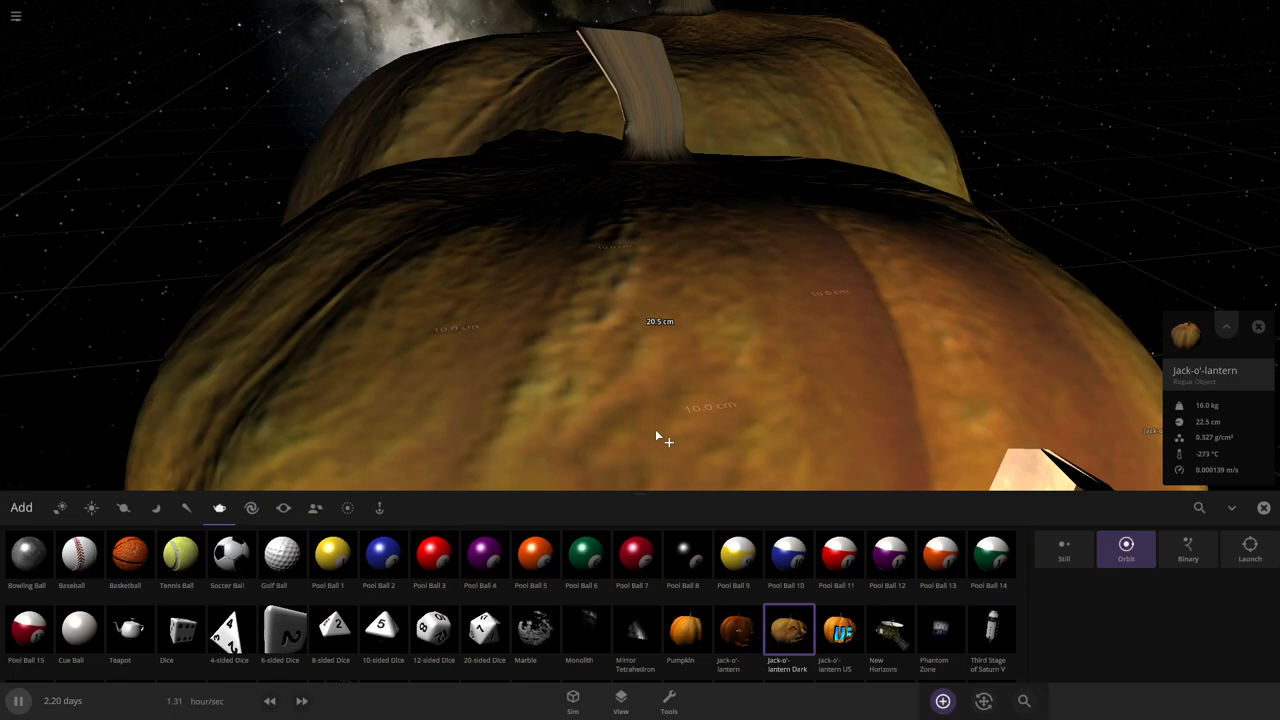 10.0 cm
10.0 cm
20.5 cm
10.0 cm
10.0 cm
Jack-o'-lantern
Rogue Object
16.0 kg
22.5 cm
0.327 g/cm³
-273 °C
0.000139 m/s
Jack-o
Add
Bowling Ball
Baseball
Basketball
Tennis Ball
Soccer Ball
Golf Ball
Pool Ball 1
Pool Ball 2
Pool Ball 3
Pool Ball 4
Pool Ball 5
Pool Ball 6
Pool Ball 7
Pool Ball 8
Pool Ball 9
Pool Ball 10
Pool Ball 11
Pool Ball 12
Pool Ball 13
Pool Ball 14
Still
Orbit
Binary
Launch
Pool Ball 15
Cue Ball
Teapot
Dice
4-sided Dice
6-sided Dice
8-sided Dice
10-sided Dice
12-sided Dice
20-sided Dice
Marble
Monolith
Mirror
Tetrahedron
Pumpkin
Jack-o'-
lantern
Jack-o'-
lantern Dark
Jack-o'-
lantern US
New
Horizons
Phantom
Zone
Third Stage
of Saturn V
2.20 days
1.31 hour/sec
Sim
View
Tools